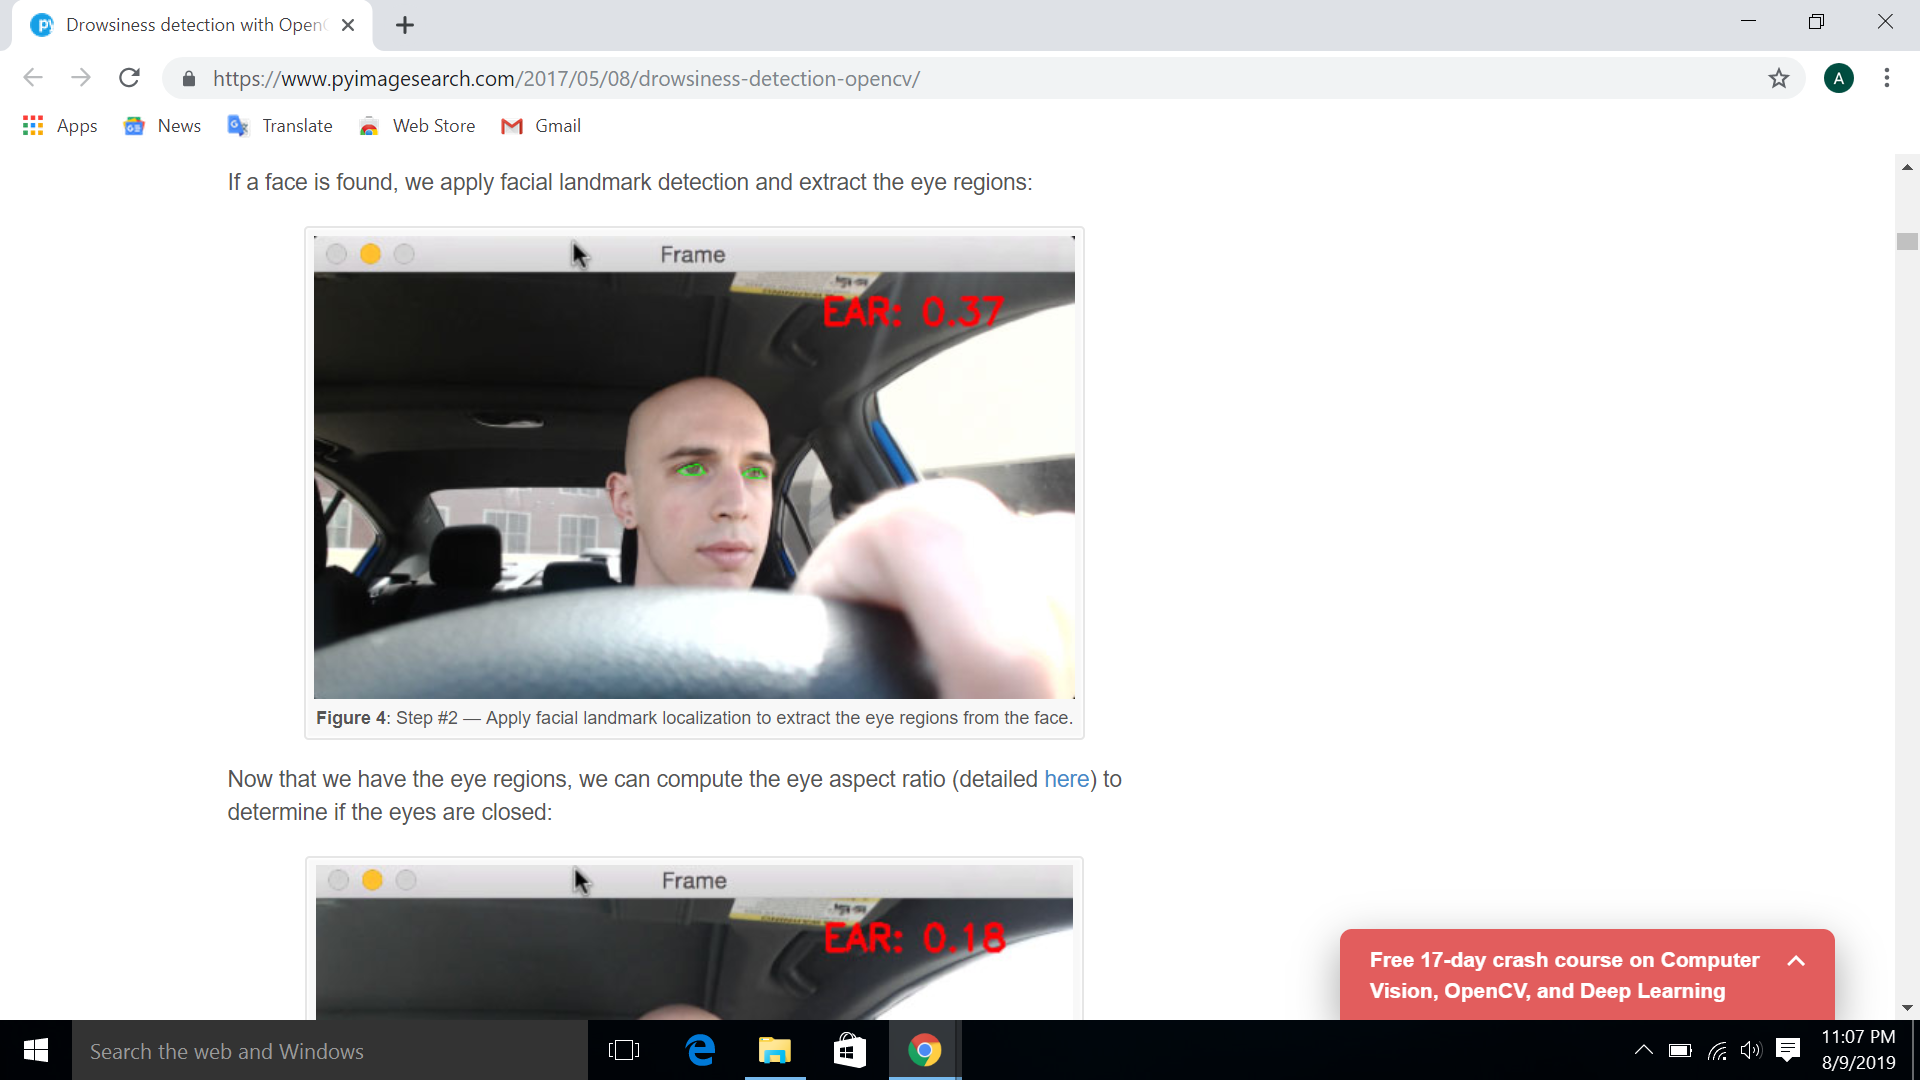 Drowsiness detection with Open
https://www.pyimagesearch.com/2017/05/08/drowsiness-detection-opencv/
A
Apps
News
Translate
Web Store
Gmail
If a face is found, we apply facial landmark detection and extract the eye regions:
Frame
EAR: 0.37
Figure 4: Step #2 — Apply facial landmark localization to extract the eye regions from the face.
Now that we have the eye regions, we can compute the eye aspect ratio (detailed here) to
determine if the eyes are closed:
Frame
EAR: 0.18
Free 17-day crash course on Computer
Vision, OpenCV, and Deep Learning
Search the web and Windows
11:07 PM
8/9/2019